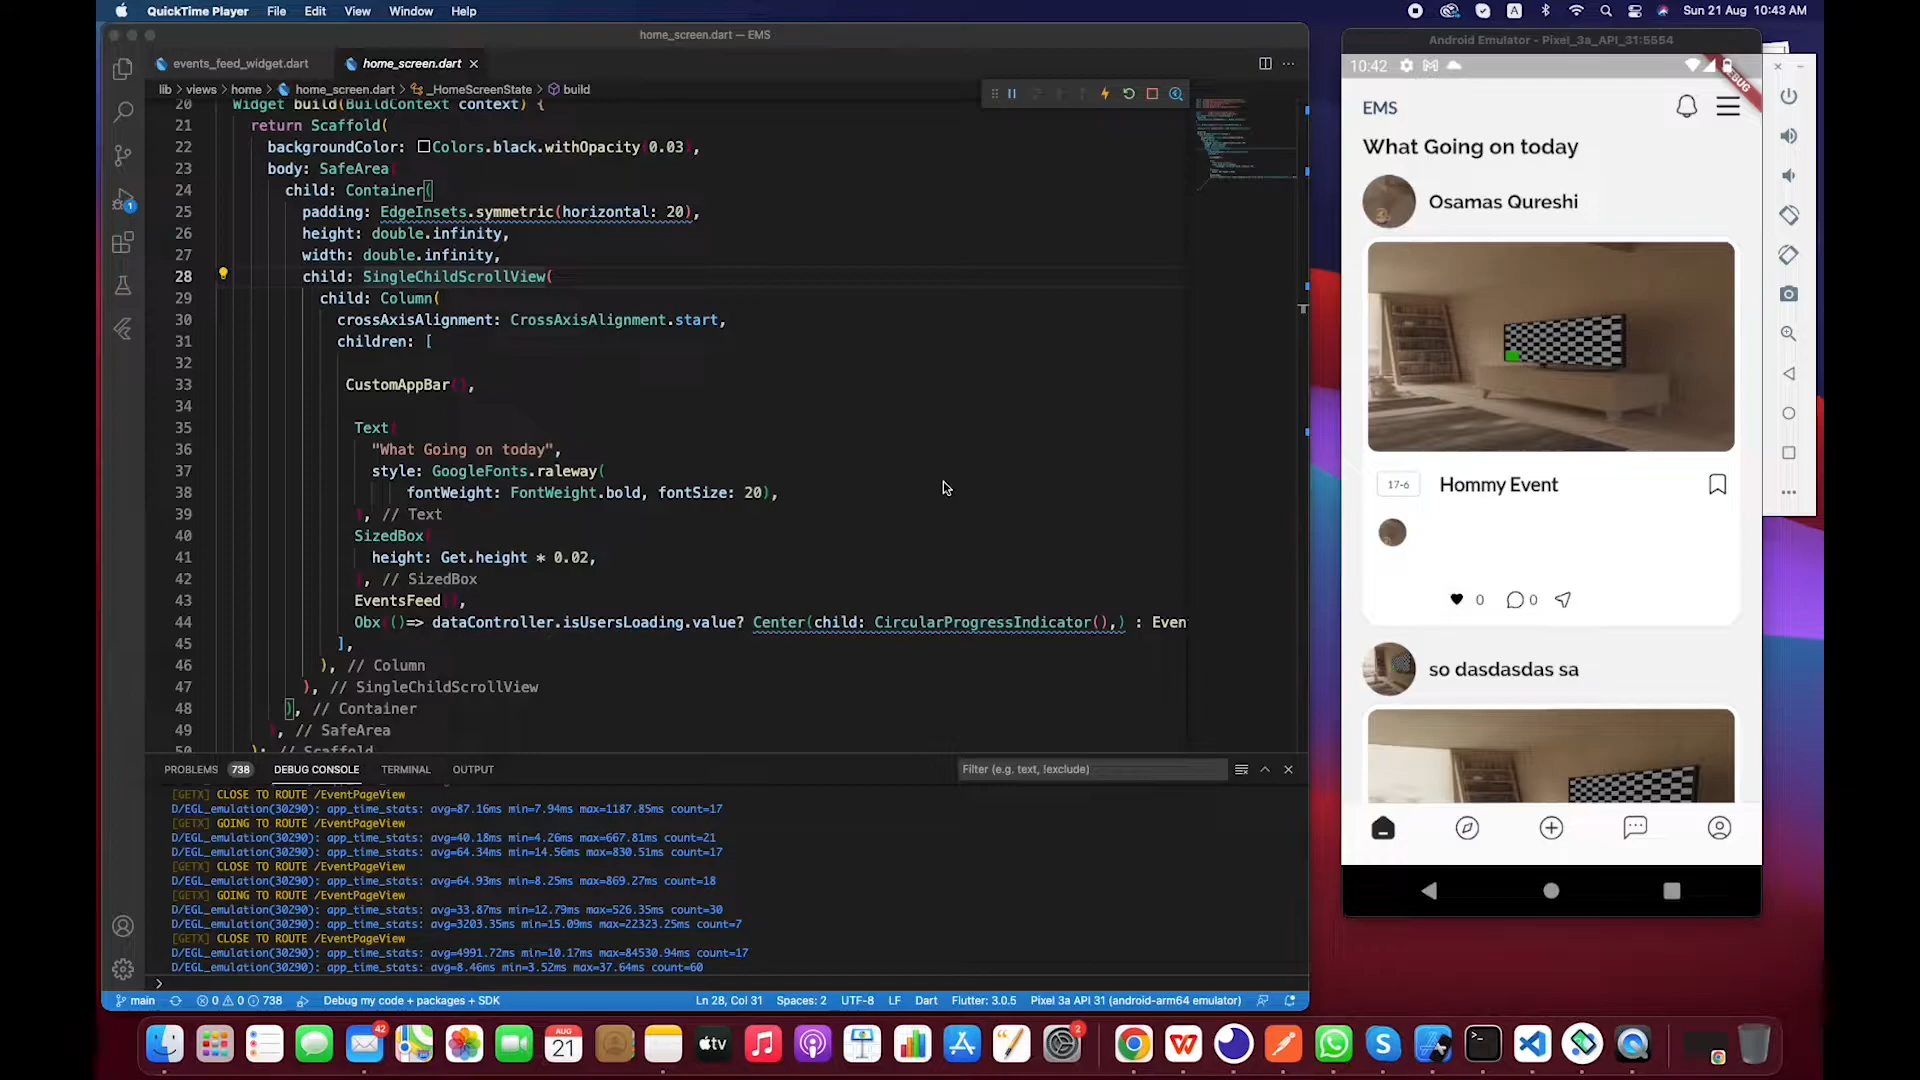 QuickTime Player File Edit View Window Help
A Sun 21 Aug 10:43 AM
home_screen.dart — EMS
events_feed_widget.dart home_screen.dart
lib › views › home › home_screen.dart › _HomeScreenState › build
20 Widget build(BuildContext context) {
21 return Scaffold(
22 backgroundColor: Colors.black.withOpacity(0.03),
23 body: SafeArea(
24 child: Container(
25 padding: EdgeInsets.symmetric(horizontal: 20),
26 height: double.infinity,
27 width: double.infinity,
28 child: SingleChildScrollView(
29 child: Column(
30 crossAxisAlignment: CrossAxisAlignment.start,
31 children: [
32
33 CustomAppBar(),
34
35 Text(
36 "What Going on today",
37 style: GoogleFonts.raleway(
38 fontWeight: FontWeight.bold, fontSize: 20),
39 ), // Text
40 SizedBox(
41 height: Get.height * 0.02,
42 ), // SizedBox
43 EventsFeed(),
44 Obx(()=> dataController.isUsersLoading.value? Center(child: CircularProgressIndicator(),) : Even
45 ],
46 ), // Column
47 ), // SingleChildScrollView
48 ), // Container
49 ), // SafeArea
50 ); // Scaffold
PROBLEMS 738 DEBUG CONSOLE TERMINAL OUTPUT Filter (e.g. text, !exclude)
[GETX] CLOSE TO ROUTE /EventPageView
D/EGL_emulation(30290): app_time_stats: avg=87.16ms min=7.94ms max=1187.85ms count=17
[GETX] GOING TO ROUTE /EventPageView
D/EGL_emulation(30290): app_time_stats: avg=40.18ms min=4.26ms max=667.81ms count=21
D/EGL_emulation(30290): app_time_stats: avg=64.34ms min=14.56ms max=830.51ms count=17
[GETX] CLOSE TO ROUTE /EventPageView
D/EGL_emulation(30290): app_time_stats: avg=64.93ms min=8.25ms max=869.27ms count=18
[GETX] GOING TO ROUTE /EventPageView
D/EGL_emulation(30290): app_time_stats: avg=33.87ms min=12.79ms max=526.35ms count=30
D/EGL_emulation(30290): app_time_stats: avg=3203.35ms min=15.09ms max=22323.25ms count=7
[GETX] CLOSE TO ROUTE /EventPageView
D/EGL_emulation(30290): app_time_stats: avg=4991.72ms min=10.17ms max=84530.94ms count=17
D/EGL_emulation(30290): app_time_stats: avg=8.46ms min=3.52ms max=37.64ms count=60
1
main 0 0 738 Debug my code + packages + SDK Ln 28, Col 31 Spaces: 2 UTF-8 LF Dart Flutter: 3.0.5 Pixel 3a API 31 (android-arm64 emulator)
Android Emulator - Pixel_3a_API_31:5554
10:42
DEBUG
EMS
What Going on today
Osamas Qureshi
17-6 Hommy Event
0 0
so dasdasdas sa
42 AUG 21 tv 2